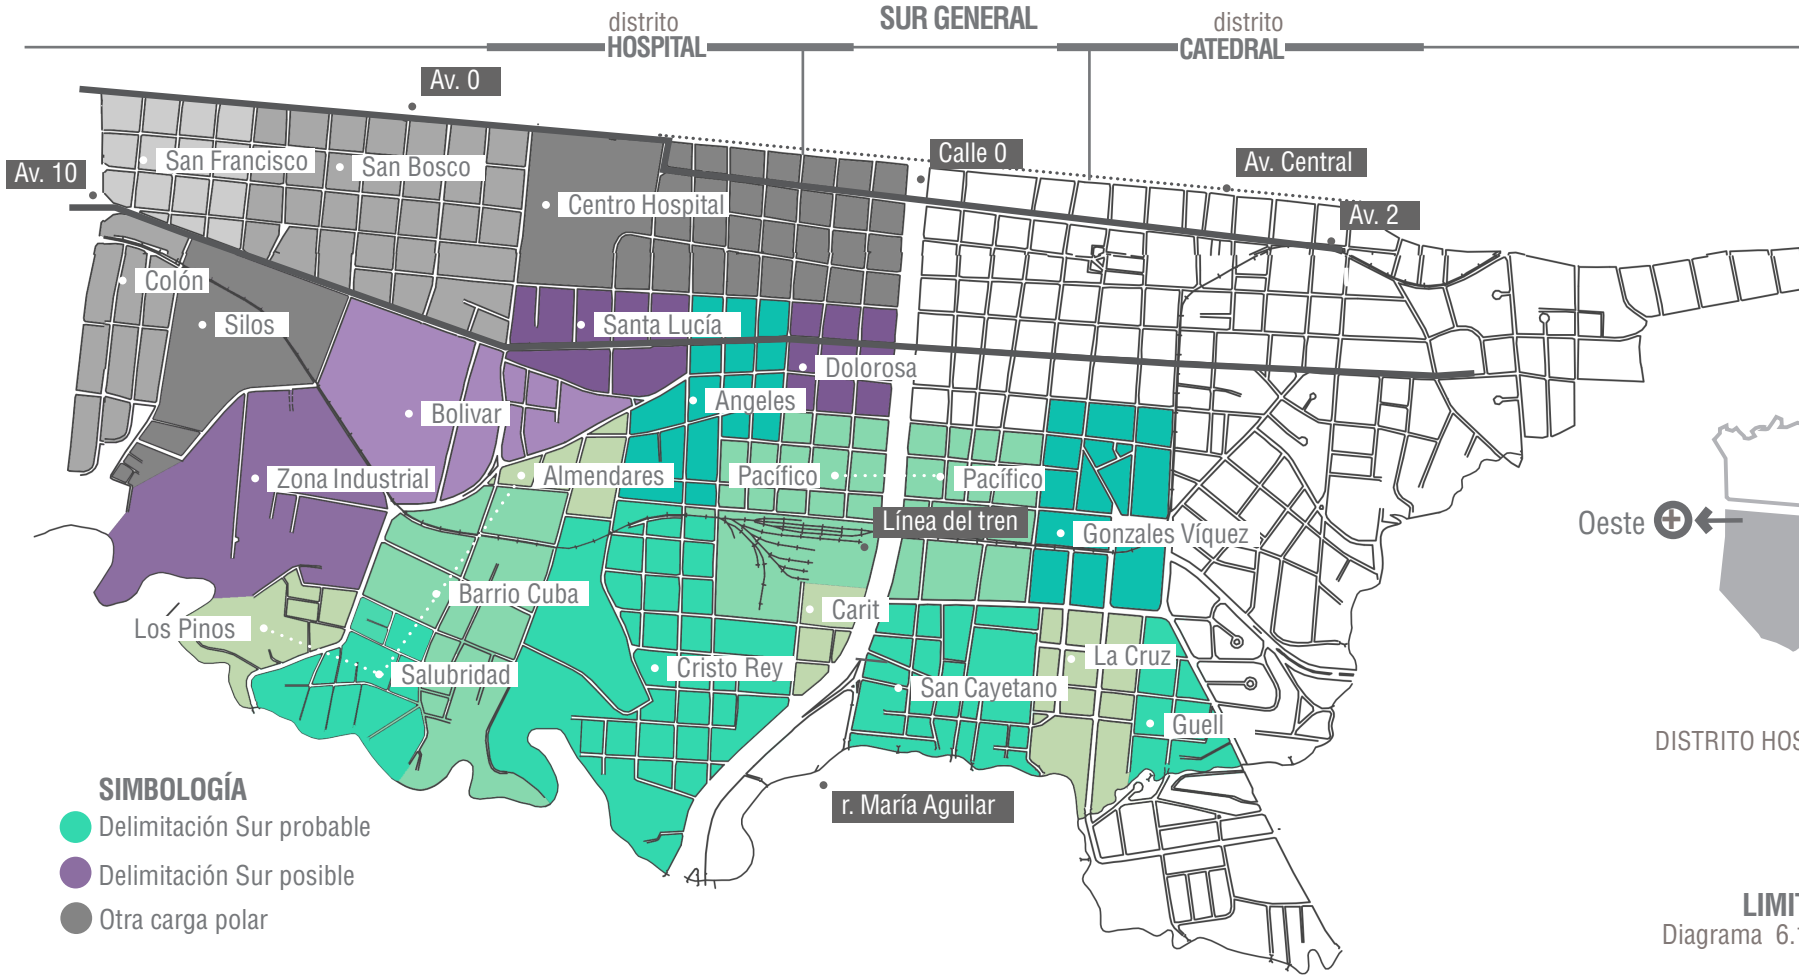 SUR GENERAL
distrito
HOSPITAL
distrito
CATEDRAL
Av. 0
Calle 0
Av. Central
Av. 10
San Francisco
San Bosco
Centro Hospital
Av. 2
Colón
Silos
Santa Lucía
Dolorosa
Bolivar
Angeles
Zona Industrial
Almendares
Pacífico
Pacífico
Línea del tren
Gonzales Víquez
Oeste
Barrio Cuba
Carit
Los Pinos
Salubridad
Cristo Rey
La Cruz
San Cayetano
Guell
DISTRITO HOS
r. María Aguilar
SIMBOLOGÍA
Delimitación Sur probable
Delimitación Sur posible
Otra carga polar
LIMIT
Diagrama 6.1